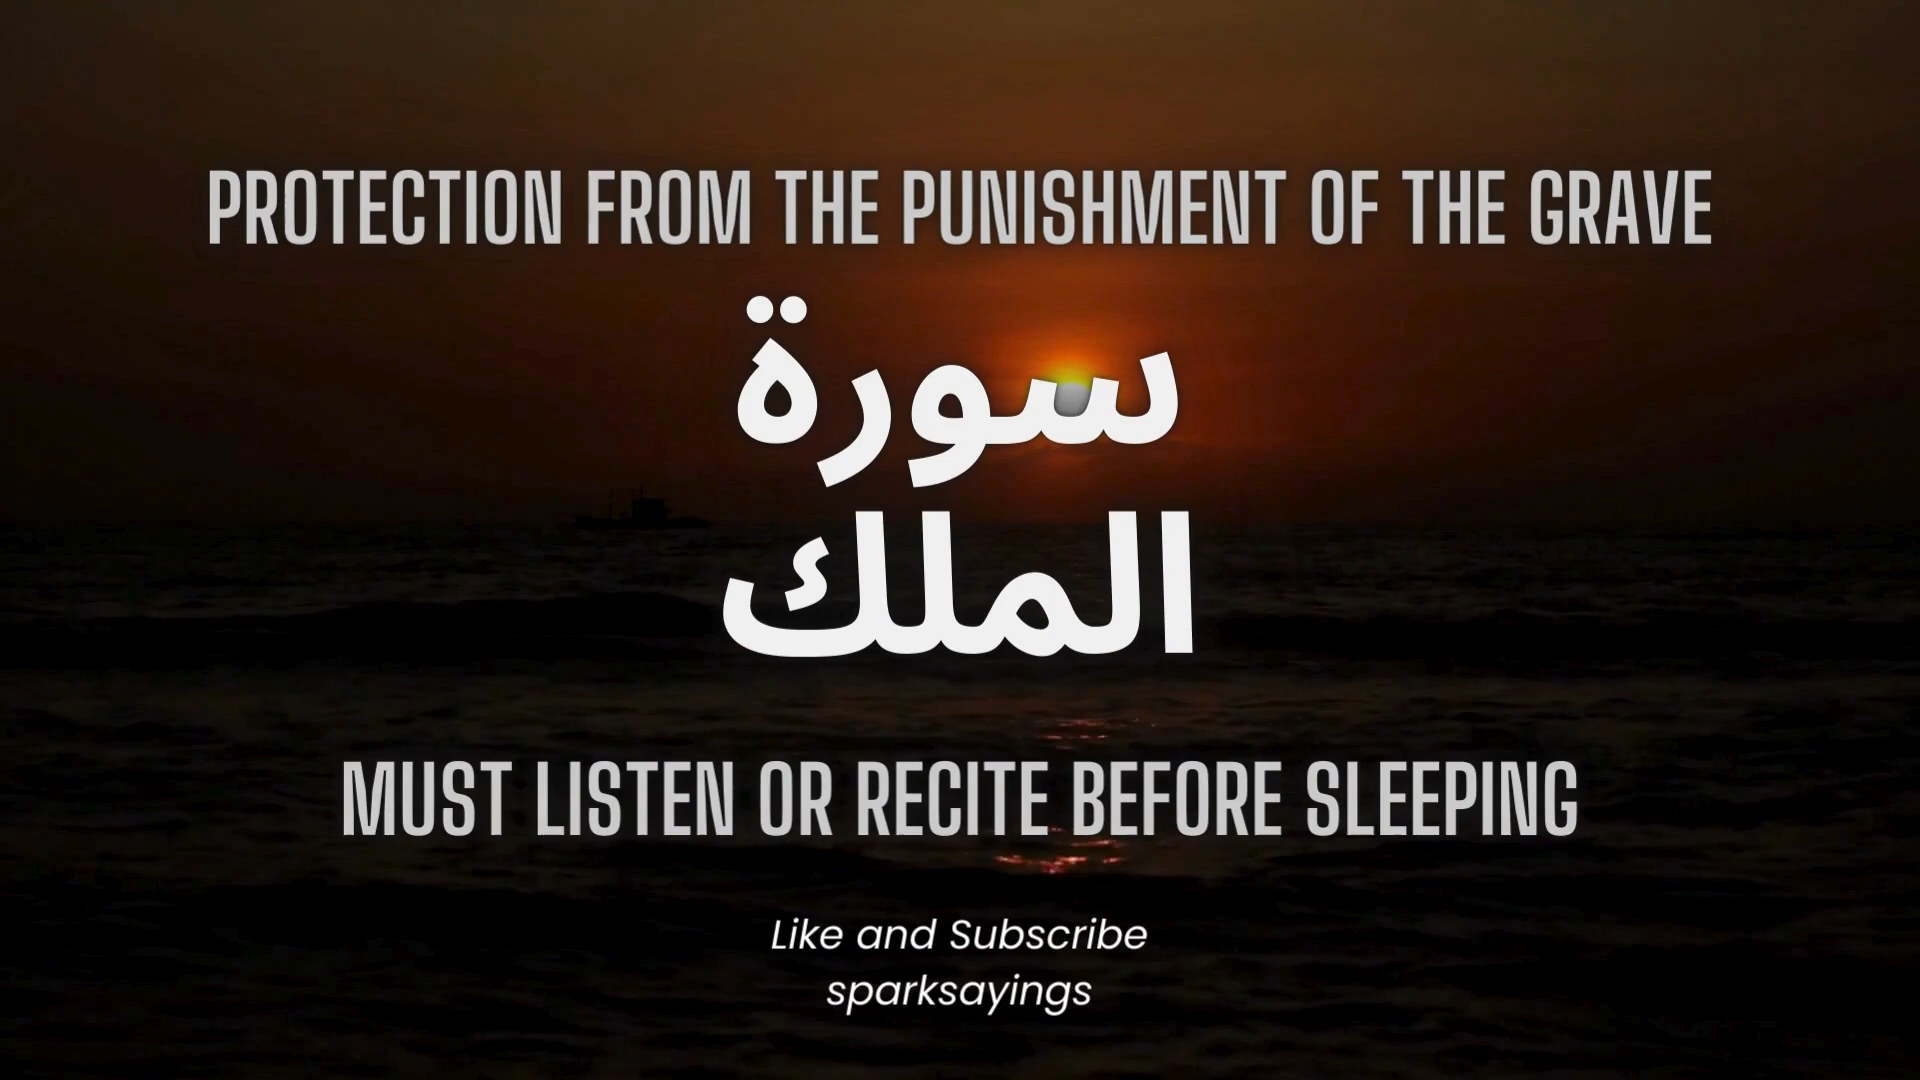 PROTECTION FROM THE PUNISHMENT OF THE GRAVE
سورة
الملك
MUST LISTEN OR RECITE BEFORE SLEEPING
Like and Subscribe
sparksayings